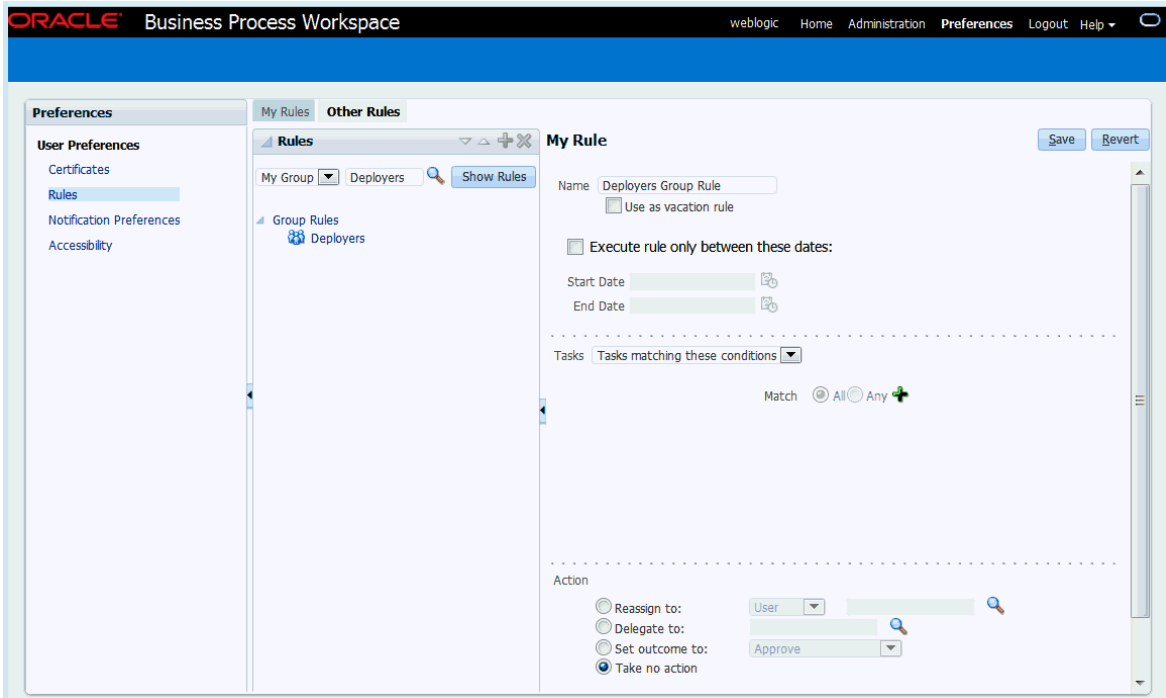 ORACLE Business Process Workspace weblogic Home Administration Preferences Logout Help
Preferences
User Preferences
Certificates
Rules
Notification Preferences
Accessibility
My Rules Other Rules
Rules
My Group Deployers Show Rules
Group Rules
Deployers
My Rule Save Revert
Name Deployers Group Rule
Use as vacation rule
Execute rule only between these dates:
Start Date
End Date
Tasks Tasks matching these conditions
Match All Any
Action
Reassign to: User
Delegate to:
Set outcome to: Approve
Take no action